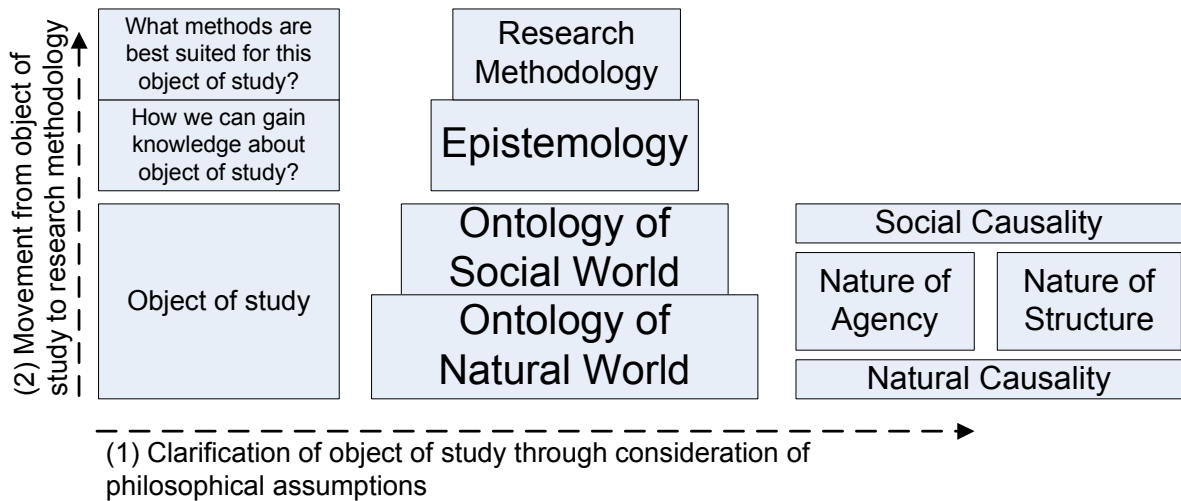 (2) Movement from object of
study to research methodology
What methods are
best suited for this
object of study?
How we can gain
knowledge about
object of study?
Object of study
Research
Methodology
Epistemology
Ontology of
Social World
Ontology of
Natural World
Social Causality
Nature of
Agency
Nature of
Structure
Natural Causality
(1) Clarification of object of study through consideration of
philosophical assumptions